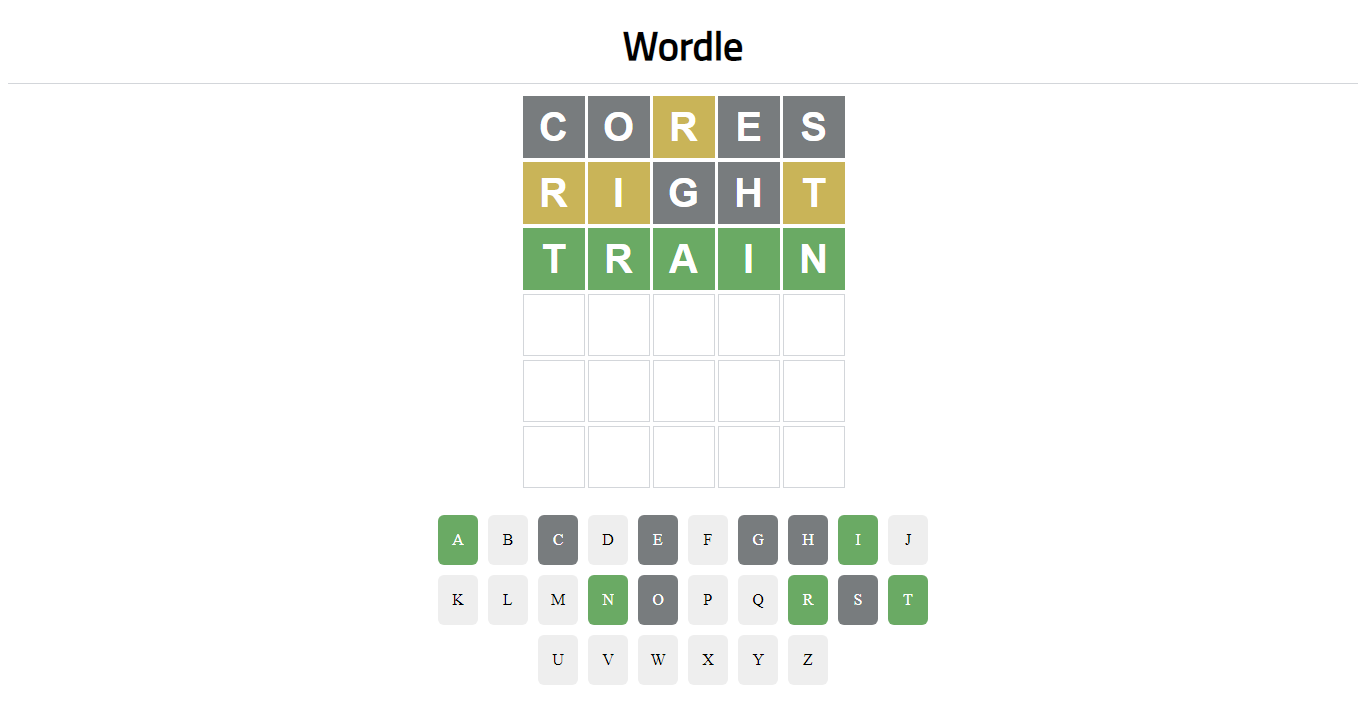 Wordle
C O R E S
R I G H T
T R A I N
A B C D E F G H I J
K L M N O P Q R S T
U V W X Y Z